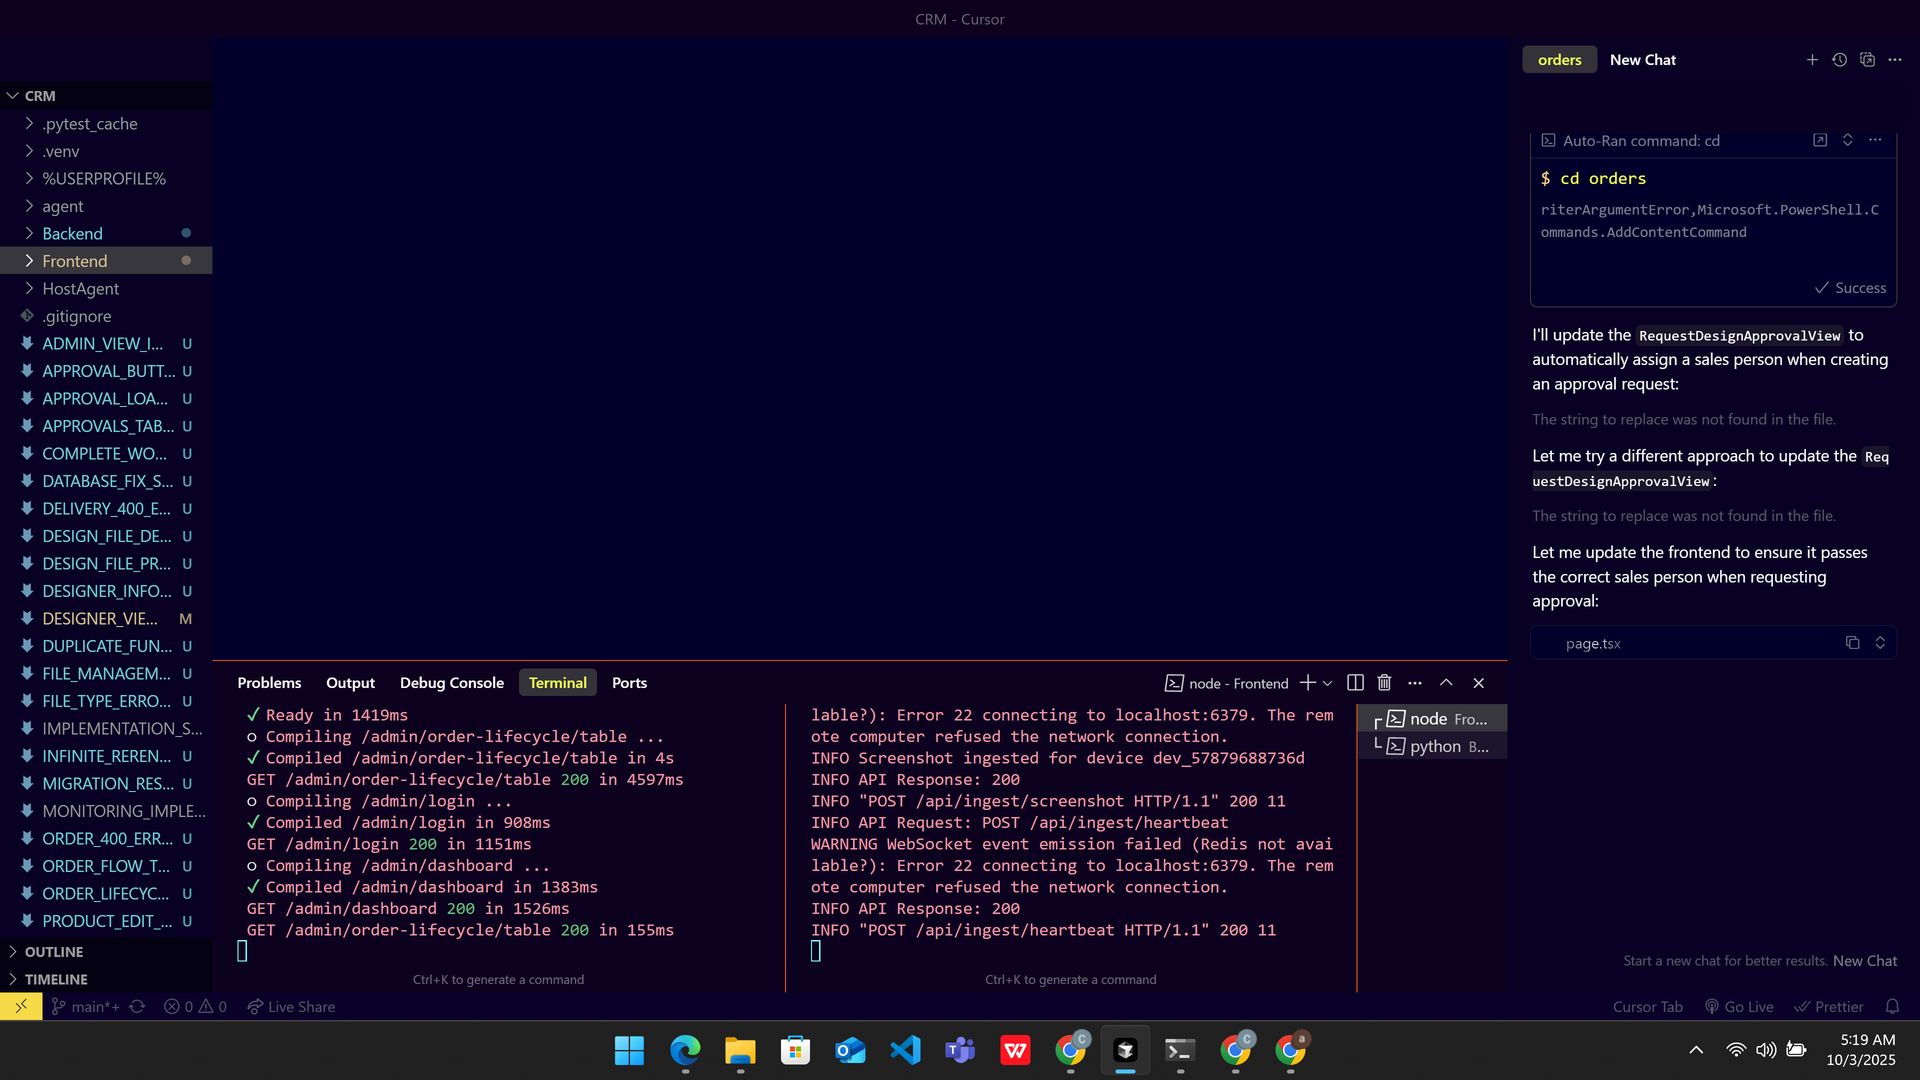 CRM - Cursor
CRM
.pytest_cache
.venv
%USERPROFILE%
agent
Backend
Frontend
HostAgent
.gitignore
ADMIN_VIEW_I... U
APPROVAL_BUTT... U
APPROVAL_LOA... U
APPROVALS_TAB... U
COMPLETE_WO... U
DATABASE_FIX_S... U
DELIVERY_400_E... U
DESIGN_FILE_DE... U
DESIGN_FILE_PR... U
DESIGNER_INFO... U
DESIGNER_VIE... M
DUPLICATE_FUN... U
FILE_MANAGEM... U
FILE_TYPE_ERRO... U
IMPLEMENTATION_S...
INFINITE_REREN... U
MIGRATION_RES... U
MONITORING_IMPLE...
ORDER_400_ERR... U
ORDER_FLOW_T... U
ORDER_LIFECYC... U
PRODUCT_EDIT_... U
OUTLINE
TIMELINE
Problems Output Debug Console Terminal Ports
node - Frontend
✓ Ready in 1419ms
○ Compiling /admin/order-lifecycle/table ...
✓ Compiled /admin/order-lifecycle/table in 4s
GET /admin/order-lifecycle/table 200 in 4597ms
○ Compiling /admin/login ...
✓ Compiled /admin/login in 908ms
GET /admin/login 200 in 1151ms
○ Compiling /admin/dashboard ...
✓ Compiled /admin/dashboard in 1383ms
GET /admin/dashboard 200 in 1526ms
GET /admin/order-lifecycle/table 200 in 155ms
Ctrl+K to generate a command
lable?): Error 22 connecting to localhost:6379. The rem
ote computer refused the network connection.
INFO Screenshot ingested for device dev_57879688736d
INFO API Response: 200
INFO "POST /api/ingest/screenshot HTTP/1.1" 200 11
INFO API Request: POST /api/ingest/heartbeat
WARNING WebSocket event emission failed (Redis not avai
lable?): Error 22 connecting to localhost:6379. The rem
ote computer refused the network connection.
INFO API Response: 200
INFO "POST /api/ingest/heartbeat HTTP/1.1" 200 11
Ctrl+K to generate a command
node Fro...
python B...
orders New Chat
Auto-Ran command: cd
$ cd orders
riterArgumentError,Microsoft.PowerShell.C
ommands.AddContentCommand
Success
I'll update the RequestDesignApprovalView to
automatically assign a sales person when creating
an approval request:
The string to replace was not found in the file.
Let me try a different approach to update the Req
uestDesignApprovalView:
The string to replace was not found in the file.
Let me update the frontend to ensure it passes
the correct sales person when requesting
approval:
page.tsx
Start a new chat for better results. New Chat
main*+ 0 0 Live Share
Cursor Tab Go Live Prettier
5:19 AM
10/3/2025